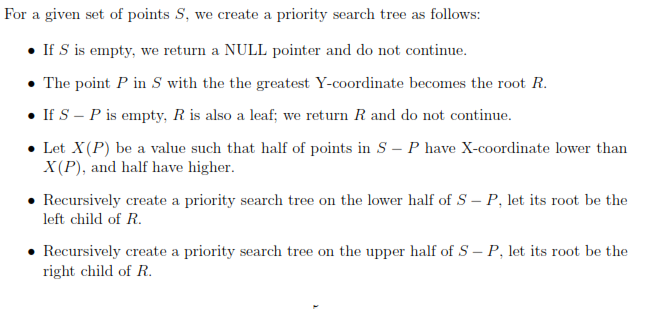 For a given set of points S, we create a priority search tree as follows:
• If S is empty, we return a NULL pointer and do not continue.
• The point P in S with the the greatest Y-coordinate becomes the root R.
• If S − P is empty, R is also a leaf; we return R and do not continue.
• Let X(P) be a value such that half of points in S − P have X-coordinate lower than
X(P), and half have higher.
• Recursively create a priority search tree on the lower half of S − P, let its root be the
left child of R.
• Recursively create a priority search tree on the upper half of S − P, let its root be the
right child of R.